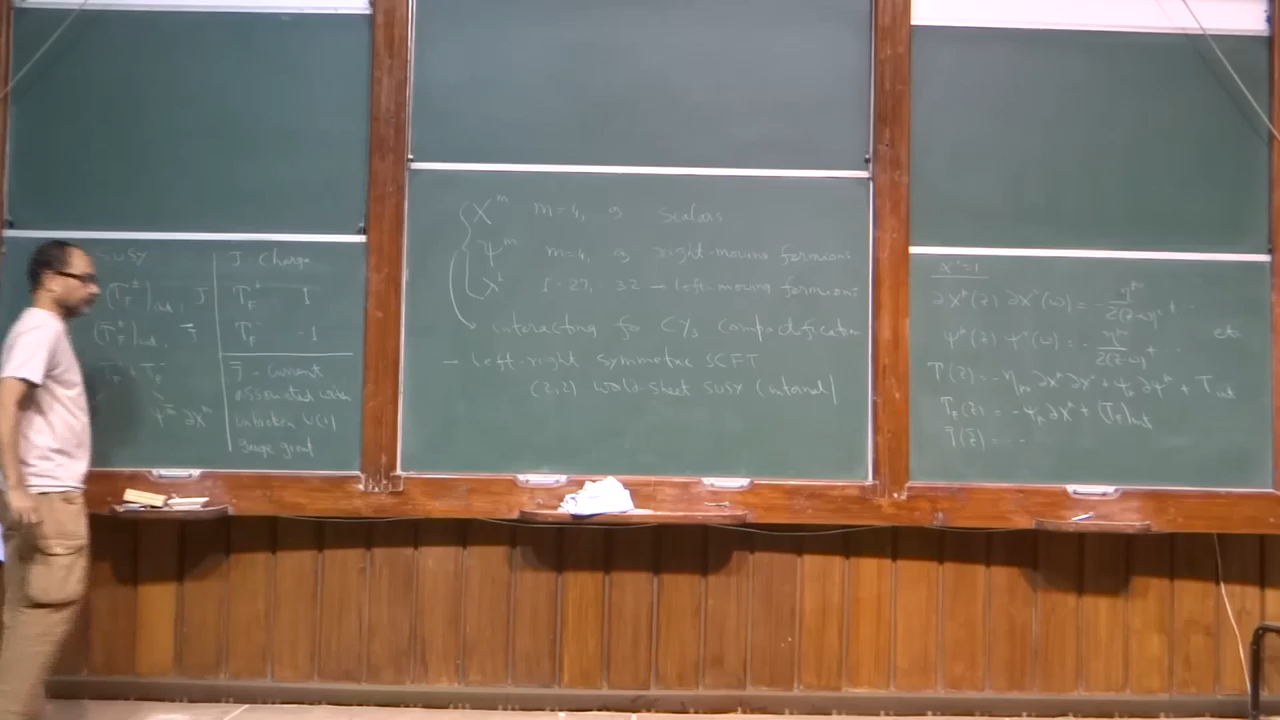 SUSY
(T_F^±)_int, J
(T̄_F^±)_int, J̄
T_F^+ + T_F^-
ψ^m ∂X^m
J Charge
T_F^+ 1
T_F^- -1
J̄ - current
associated with
unbroken U(1)
gauge group
X^m m=4, 9 scalars
ψ^m m=4, 9 right-moving fermions
λ^I I=27, 32 - left-moving fermions
interacting for CY_3 compactification
- left-right symmetric SCFT
(2,2) world-sheet SUSY (internal)
α'=1
∂X^μ(z) ∂X^ν(w) = - η^μν / 2(z-w)^2 + ..
ψ^μ(z) ψ^ν(w) = - η^μν / 2(z-w) + ... etc
T(z) = - η_μν ∂X^μ ∂X^ν + ψ_μ ∂ψ^μ + T_int
T_F(z) = - ψ_μ ∂X^μ + (T_F)_int
T̄(z̄) = ..